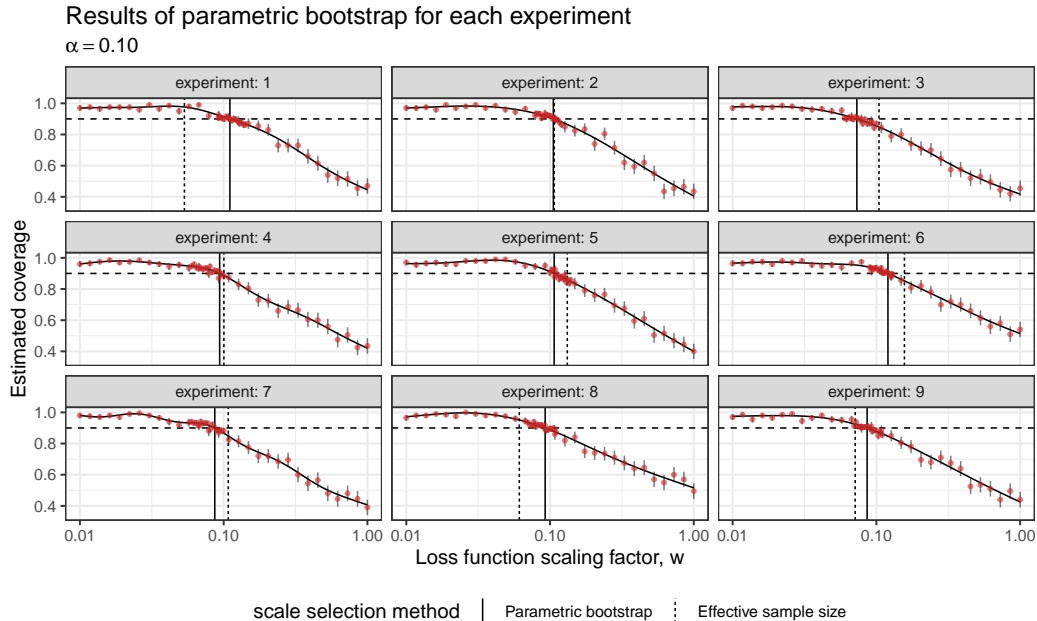 Results of parametric bootstrap for each experiment
α = 0.10
experiment: 1
experiment: 2
experiment: 3
1.0
0.8
0.6
0.4
experiment: 4
experiment: 5
experiment: 6
1.0
0.8
0.6
0.4
experiment: 7
experiment: 8
experiment: 9
1.0
0.8
0.6
0.4
Estimated coverage
0.01 0.10 1.00 0.01 0.10 1.00 0.01 0.10 1.00
Loss function scaling factor, w
scale selection method Parametric bootstrap Effective sample size